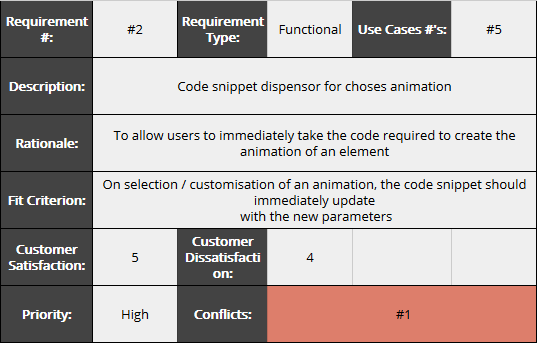 Requirement
#:
#2
Requirement
Type:
Functional
Use Cases #'s:
#5
Description:
Code snippet dispensor for choses animation
Rationale:
To allow users to immediately take the code required to create the
animation of an element
Fit Criterion:
On selection / customisation of an animation, the code snippet should
immediately update
with the new parameters
Customer
Satisfaction:
5
Customer
Dissatisfacti
on:
4
Priority:
High
Conflicts:
#1